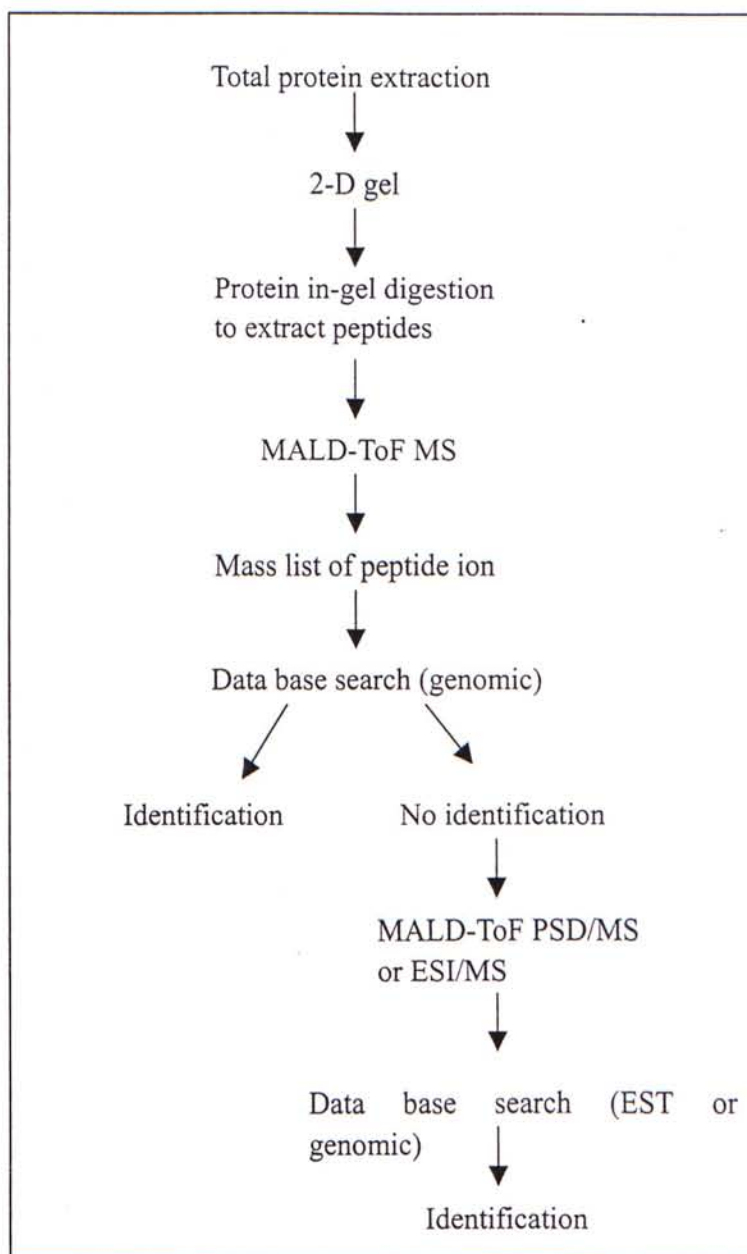 Total protein extraction
2-D gel
Protein in-gel digestion
to extract peptides
MALD-ToF MS
Mass list of peptide ion
Data base search (genomic)
Identification
No identification
MALD-ToF PSD/MS
or ESI/MS
Data base search (EST or
genomic)
Identification